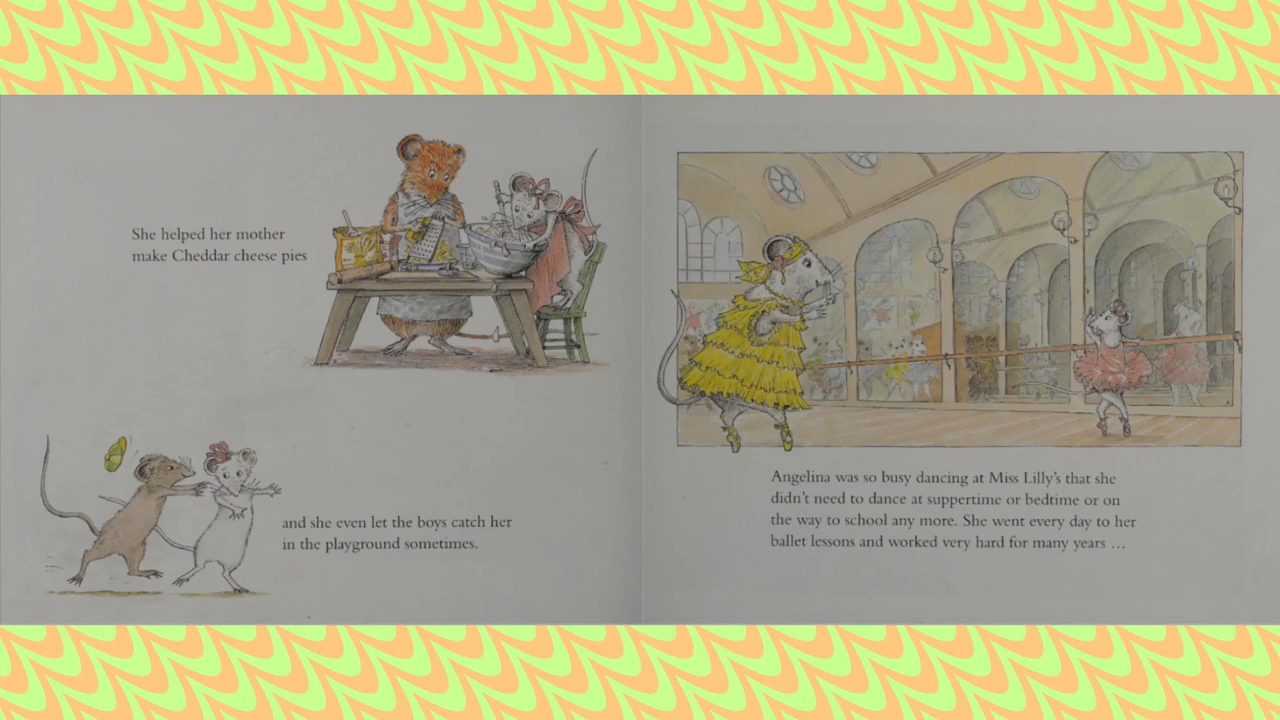 She helped her mother
make Cheddar cheese pies
and she even let the boys catch her
in the playground sometimes.
Angelina was so busy dancing at Miss Lilly's that she
didn't need to dance at suppertime or bedtime or on
the way to school any more. She went every day to her
ballet lessons and worked very hard for many years ...